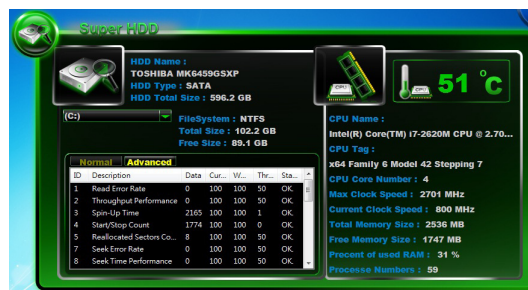 Super HDD
HDD Name :
TOSHIBA MK6459GSXP
HDD Type : SATA
HDD Total Size : 596.2 GB
(C:)
FileSystem : NTFS
Total Size : 102.2 GB
Free Size : 89.1 GB
Normal Advanced
ID Description Data Cur... W... Thr... Sta...
1 Read Error Rate 0 100 100 50 OK.
2 Throughput Performance 0 100 100 50 OK.
3 Spin-Up Time 2165 100 100 1 OK.
4 Start/Stop Count 1774 100 100 0 OK.
5 Reallocated Sectors Co... 8 100 100 50 OK.
7 Seek Error Rate 0 100 100 50 OK.
8 Seek Time Performance 0 100 100 50 OK.
CPU
51 °C
CPU Name :
Intel(R) Core(TM) i7-2620M CPU @ 2.70...
CPU Tag :
x64 Family 6 Model 42 Stepping 7
CPU Core Number : 4
Max Clock Speed : 2701 MHz
Current Clock Speed : 800 MHz
Total Memory Size : 2536 MB
Free Memory Size : 1747 MB
Precent of used RAM : 31 %
Processe Numbers : 59